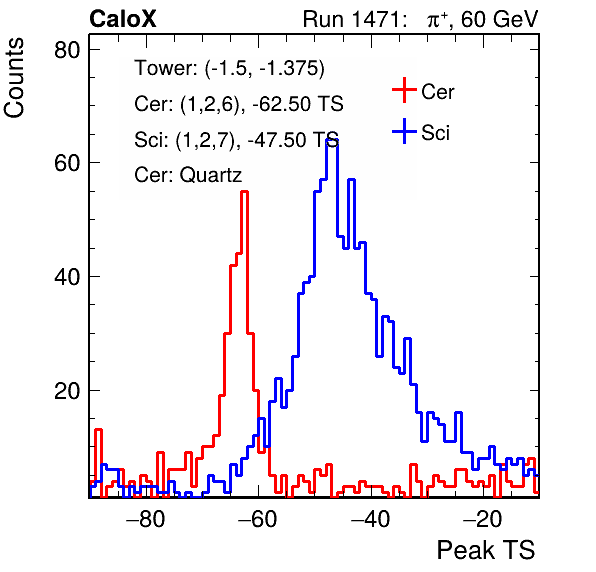 CaloX Run 1471: π⁺, 60 GeV
Counts
80
60
40
20
Tower: (-1.5, -1.375)
Cer: (1,2,6), -62.50 TS
Sci: (1,2,7), -47.50 TS
Cer: Quartz
Cer
Sci
−80 −60 −40 −20
Peak TS